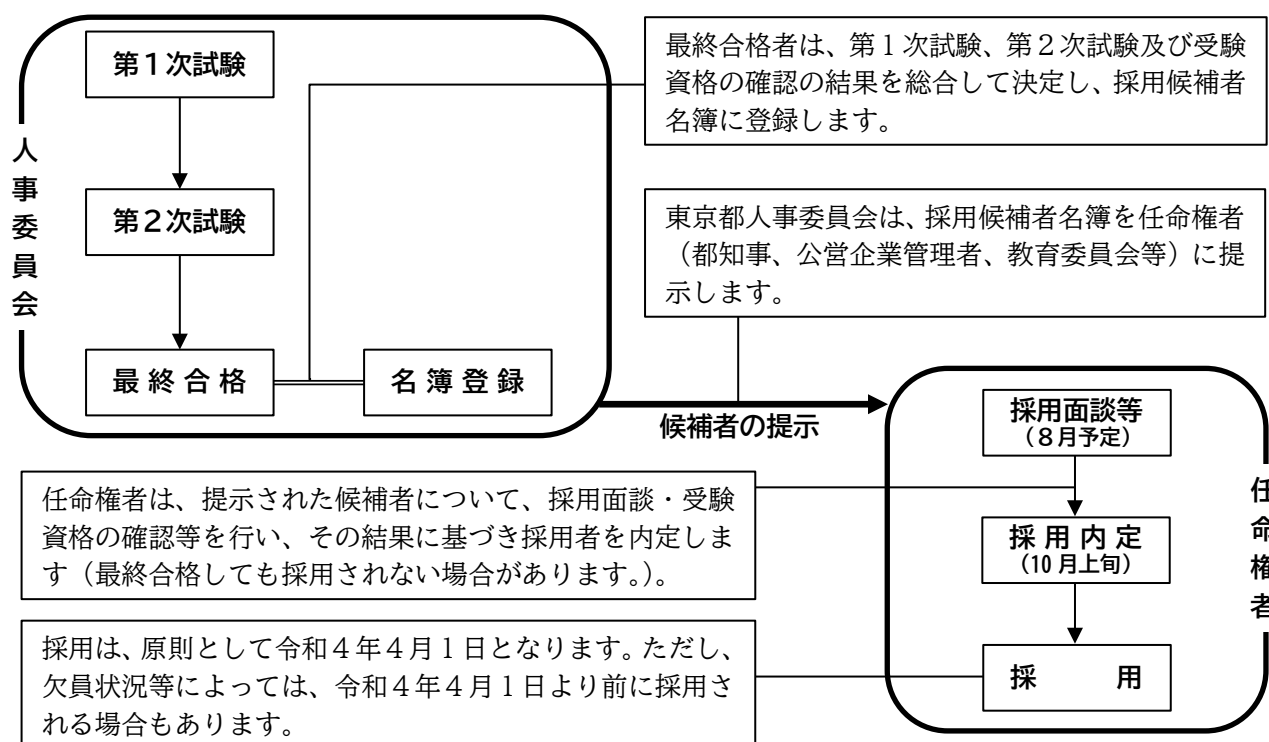 人事委員会
第１次試験
第２次試験
最終合格
名簿登録
最終合格者は、第１次試験、第２次試験及び受験
資格の確認の結果を総合して決定し、採用候補者
名簿に登録します。
東京都人事委員会は、採用候補者名簿を任命権者
（都知事、公営企業管理者、教育委員会等）に提
示します。
候補者の提示
任命権者
採用面談等
（８月予定）
採用内定
(10月上旬)
採　　用
任命権者は、提示された候補者について、採用面談・受験
資格の確認等を行い、その結果に基づき採用者を内定しま
す（最終合格しても採用されない場合があります。）。
採用は、原則として令和４年４月１日となります。ただし、
欠員状況等によっては、令和４年４月１日より前に採用さ
れる場合もあります。